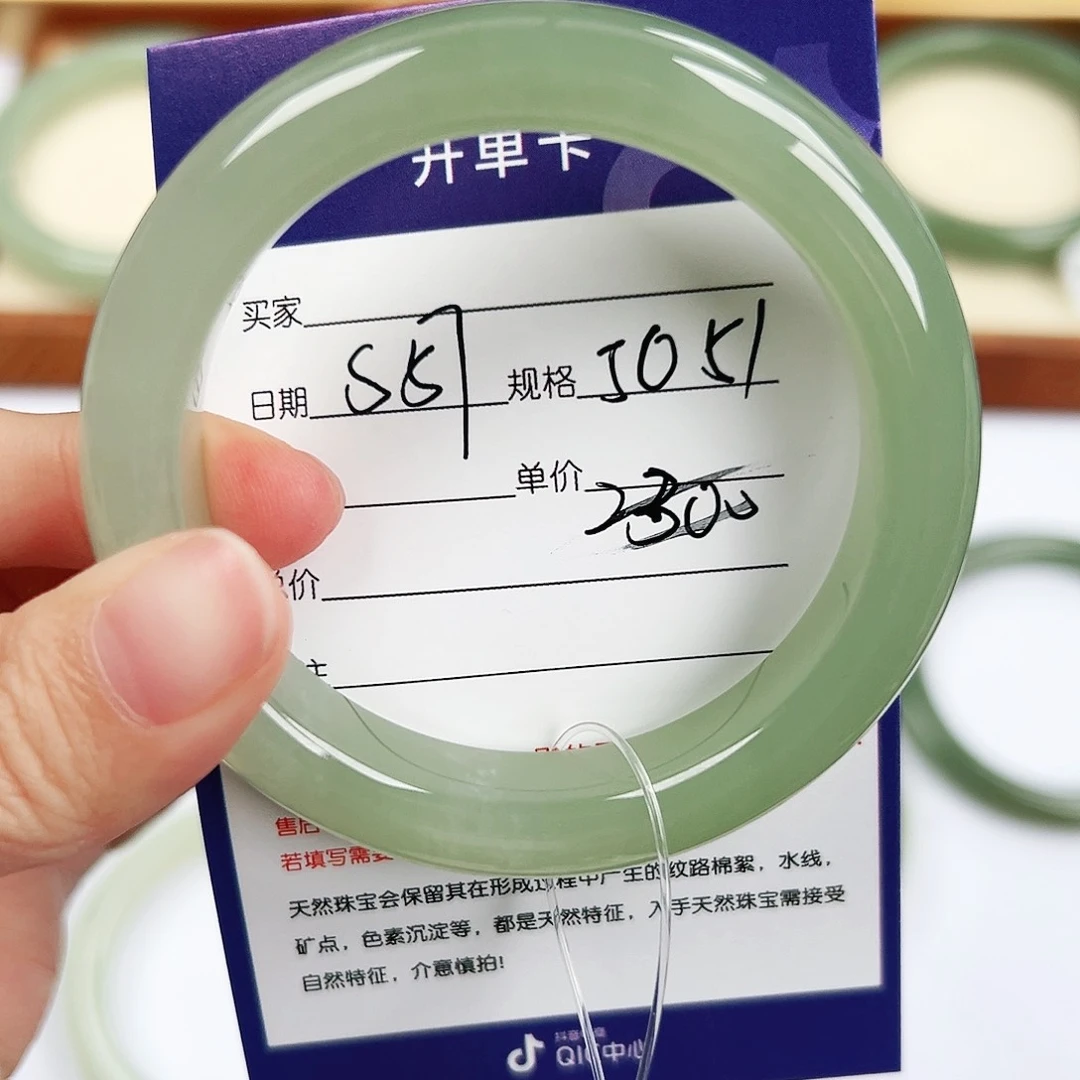 开单卡
买家
日期 规格 J051
单价 2300
价
售后
若填写需要
天然珠宝会保留其在形成过程中产生的纹路棉絮，水线，
矿点，色素沉淀等，都是天然特征，入手天然珠宝需接受
自然特征，介意慎拍!
QIC中心